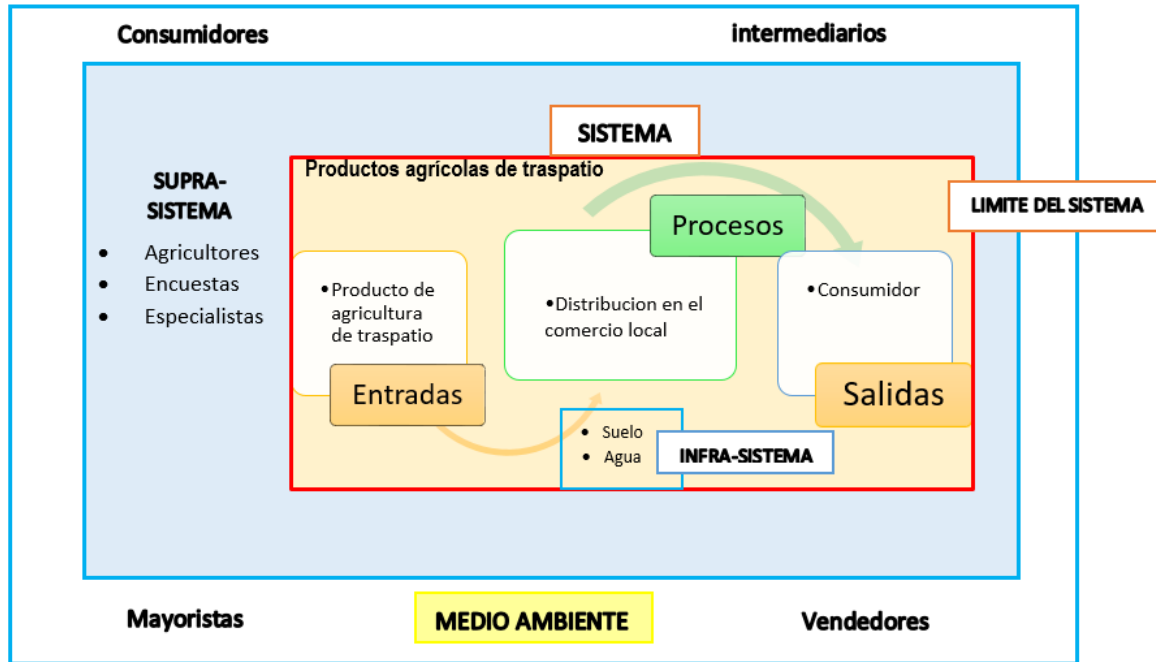 Consumidores
intermediarios
SISTEMA
Productos agrícolas de traspatio
SUPRA-
SISTEMA
• Agricultores
• Encuestas
• Especialistas
LIMITE DEL SISTEMA
Procesos
•Producto de
agricultura
de traspatio
Entradas
•Distribucion en el
comercio local
•Consumidor
Salidas
• Suelo
• Agua
INFRA-SISTEMA
Mayoristas
MEDIO AMBIENTE
Vendedores